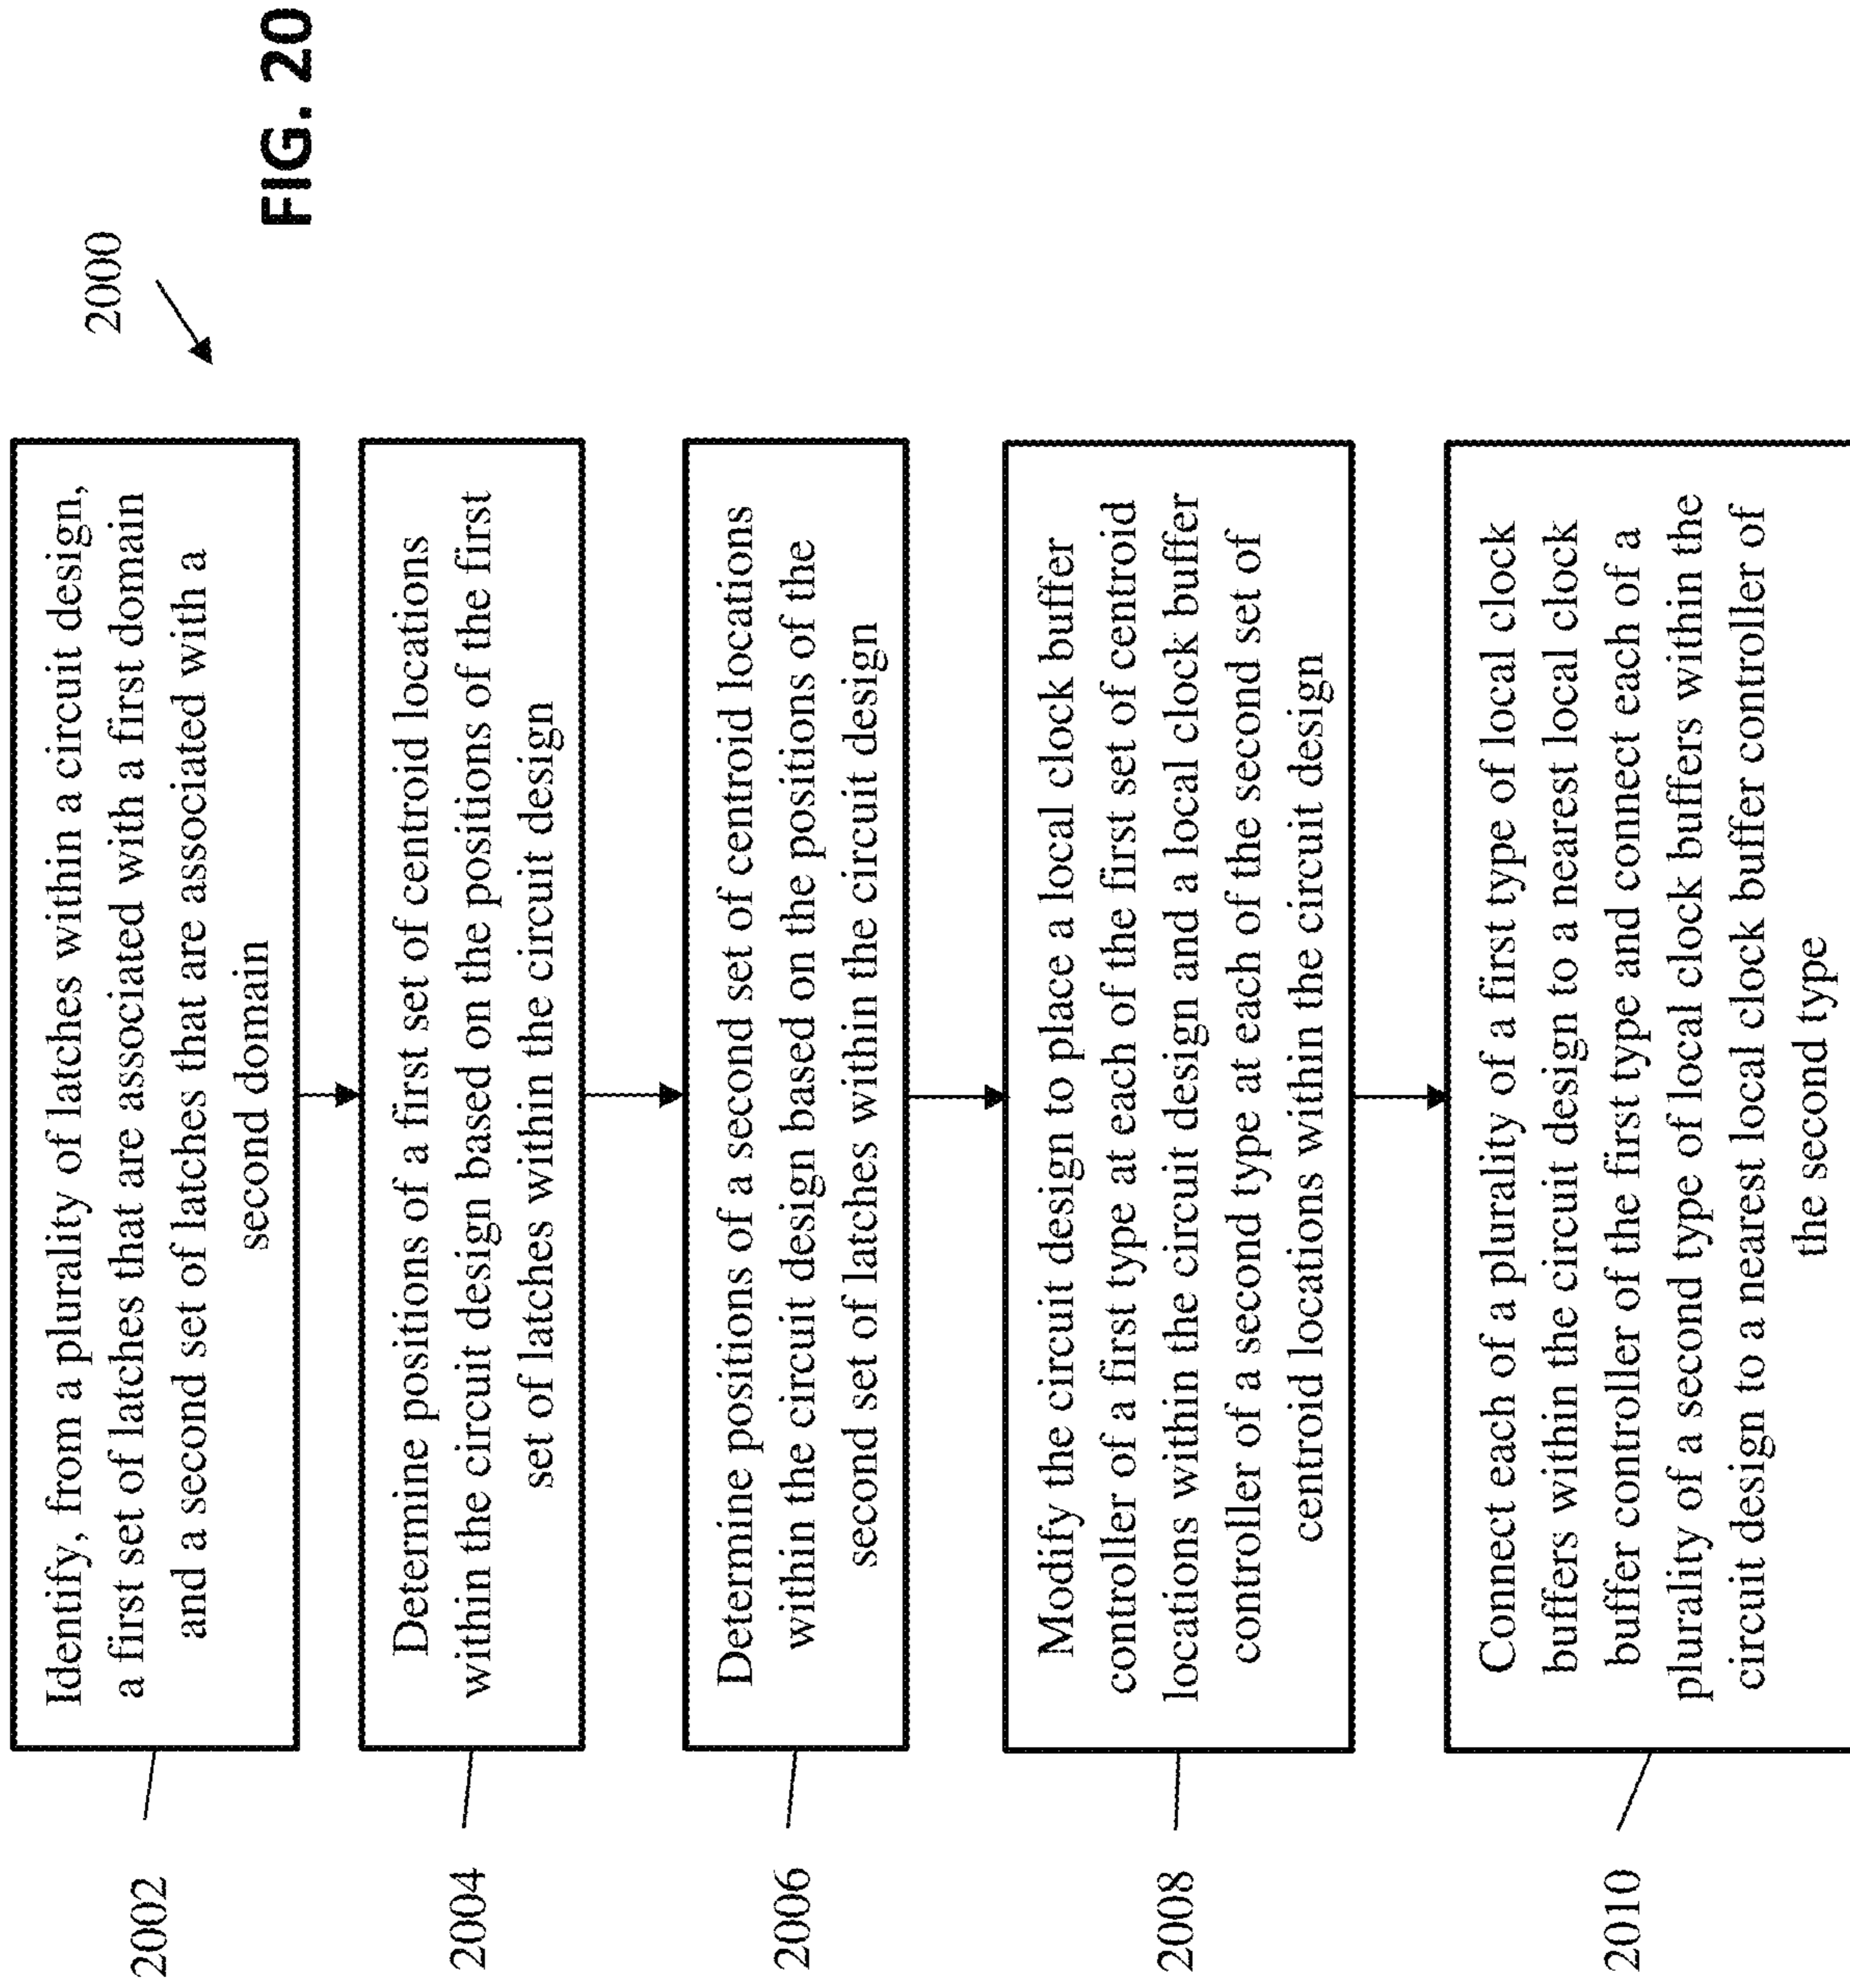 FIG. 20
2000
2002
Identify, from a plurality of latches within a circuit design,
a first set of latches that are associated with a first domain
and a second set of latches that are associated with a
second domain
2004
Determine positions of a first set of centroid locations
within the circuit design based on the positions of the first
set of latches within the circuit design
2006
Determine positions of a second set of centroid locations
within the circuit design based on the positions of the
second set of latches within the circuit design
2008
Modify the circuit design to place a local clock buffer
controller of a first type at each of the first set of centroid
locations within the circuit design and a local clock buffer
controller of a second type at each of the second set of
centroid locations within the circuit design
2010
Connect each of a plurality of a first type of local clock
buffers within the circuit design to a nearest local clock
buffer controller of the first type and connect each of a
plurality of a second type of local clock buffers within the
circuit design to a nearest local clock buffer controller of
the second type